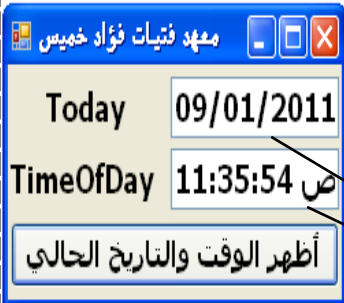 معهد فتيات فؤاد خميس
Today 09/01/2011
TimeOfDay 11:35:54 ص
أظهر الوقت والتاريخ الحالي